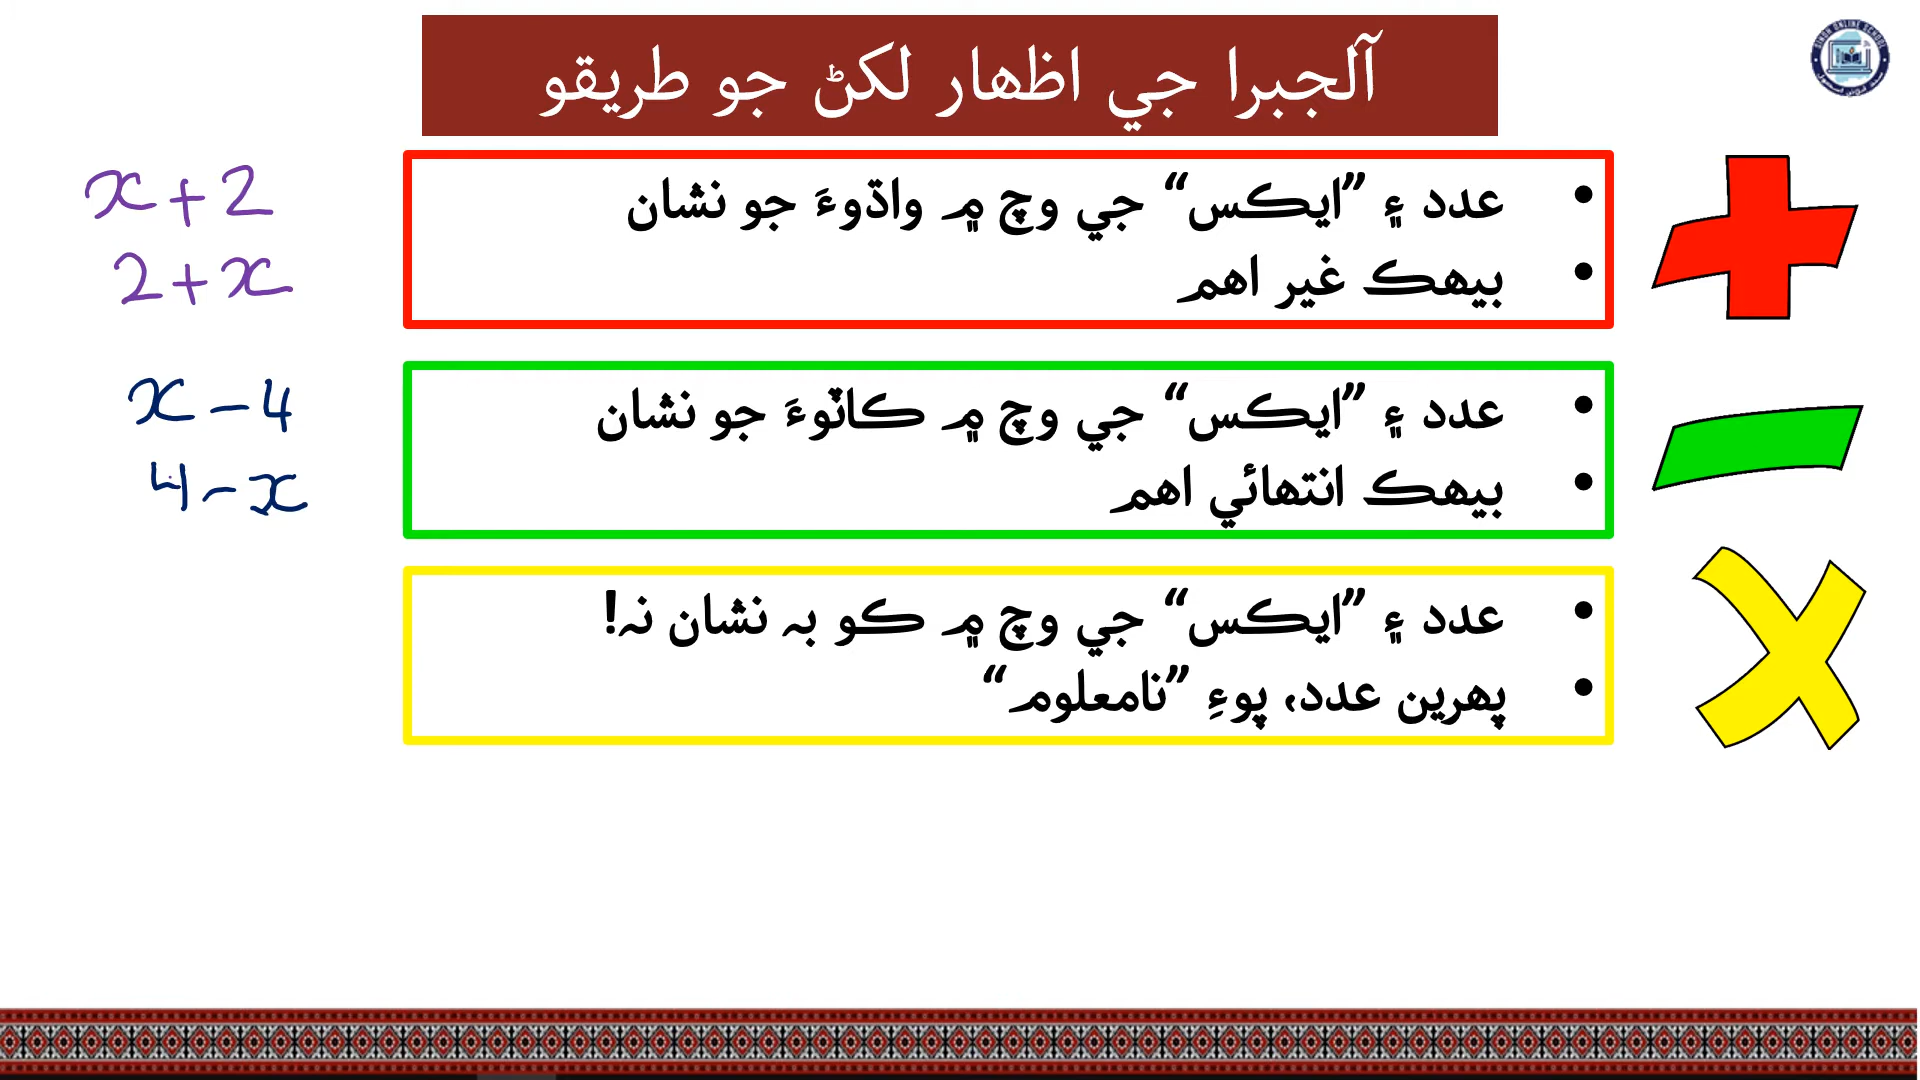 آلجبرا جي اظهار لکڻ جو طريقو
• عدد ۽ ”ايڪس“ جي وچ ۾ واڌوءَ جو نشان
• بيهڪ غير اهم
x + 2
2 + x
• عدد ۽ ”ايڪس“ جي وچ ۾ ڪاٽوءَ جو نشان
• بيهڪ انتهائي اهم
x - 4
4 - x
• عدد ۽ ”ايڪس“ جي وچ ۾ ڪو بہ نشان نہ!
• پهرين عدد، پوءِ ”نامعلوم“